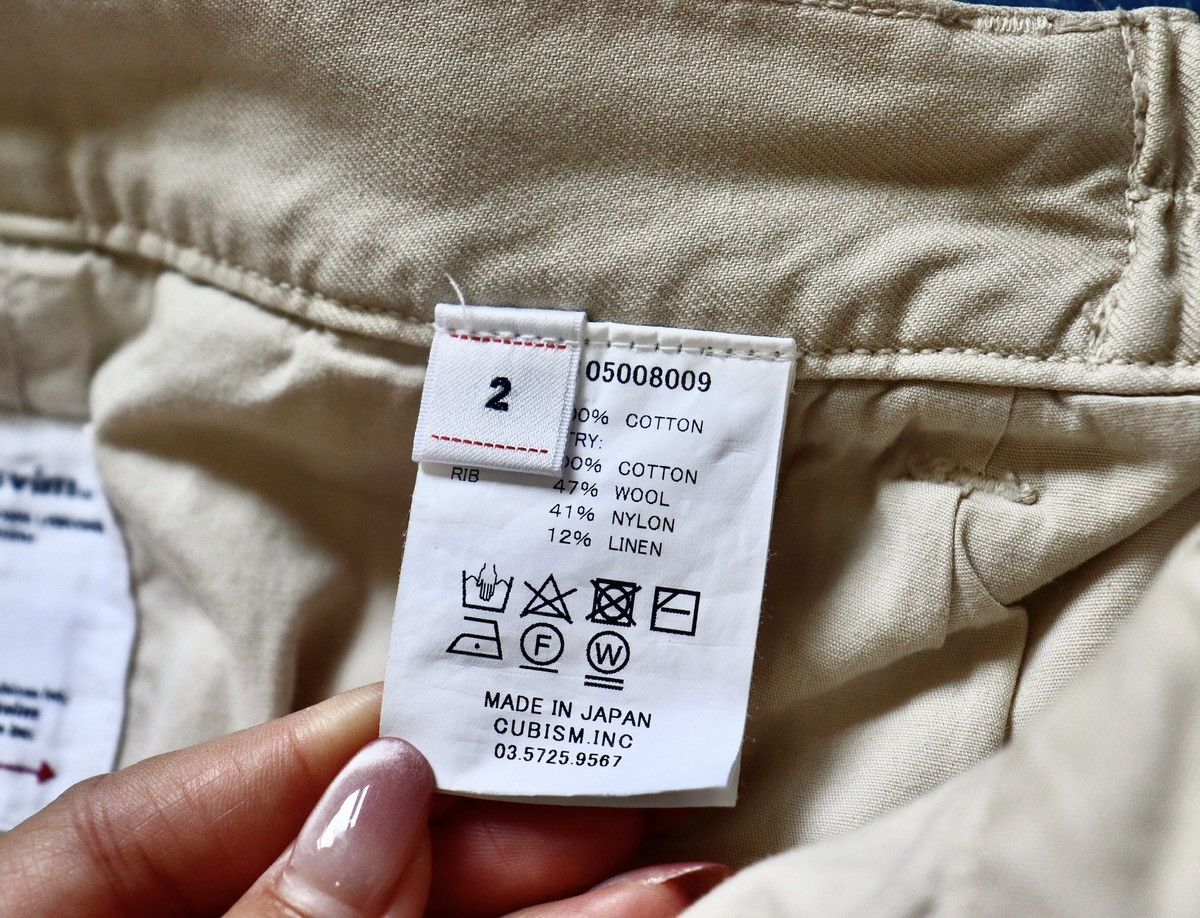 2
05008009
COTTON
COTTON
RIB 47% WOOL
41% NYLON
12% LINEN
F
W
MADE IN JAPAN
CUBISM.INC
03.5725.9567